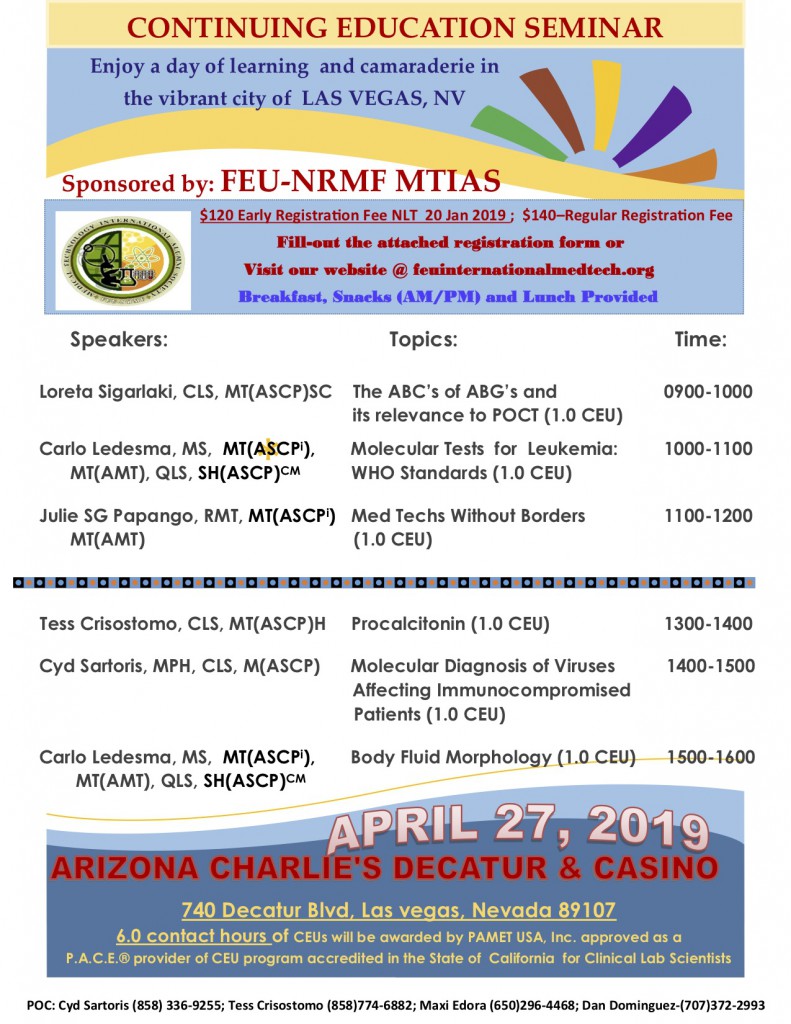 CONTINUING EDUCATION SEMINAR
Enjoy a day of learning and camaraderie in
the vibrant city of LAS VEGAS, NV
Sponsored by: FEU-NRMF MTIAS
$120 Early Registration Fee NLT 20 Jan 2019 ; $140–Regular Registration Fee
Fill-out the attached registration form or
Visit our website @ feuinternationalmedtech.org
Breakfast, Snacks (AM/PM) and Lunch Provided
Speakers: Topics: Time:
Loreta Sigarlaki, CLS, MT(ASCP)SC The ABC’s of ABG’s and 0900-1000
its relevance to POCT (1.0 CEU)
Carlo Ledesma, MS, MT(ASCPi), Molecular Tests for Leukemia: 1000-1100
MT(AMT), QLS, SH(ASCP)CM WHO Standards (1.0 CEU)
Julie SG Papango, RMT, MT(ASCPi) Med Techs Without Borders 1100-1200
MT(AMT) (1.0 CEU)
Tess Crisostomo, CLS, MT(ASCP)H Procalcitonin (1.0 CEU) 1300-1400
Cyd Sartoris, MPH, CLS, M(ASCP) Molecular Diagnosis of Viruses 1400-1500
Affecting Immunocompromised
Patients (1.0 CEU)
Carlo Ledesma, MS, MT(ASCPi), Body Fluid Morphology (1.0 CEU) 1500-1600
MT(AMT), QLS, SH(ASCP)CM
APRIL 27, 2019
ARIZONA CHARLIE'S DECATUR & CASINO
740 Decatur Blvd, Las vegas, Nevada 89107
6.0 contact hours of CEUs will be awarded by PAMET USA, Inc. approved as a
P.A.C.E.® provider of CEU program accredited in the State of California for Clinical Lab Scientists
POC: Cyd Sartoris (858) 336-9255; Tess Crisostomo (858)774-6882; Maxi Edora (650)296-4468; Dan Dominguez-(707)372-2993